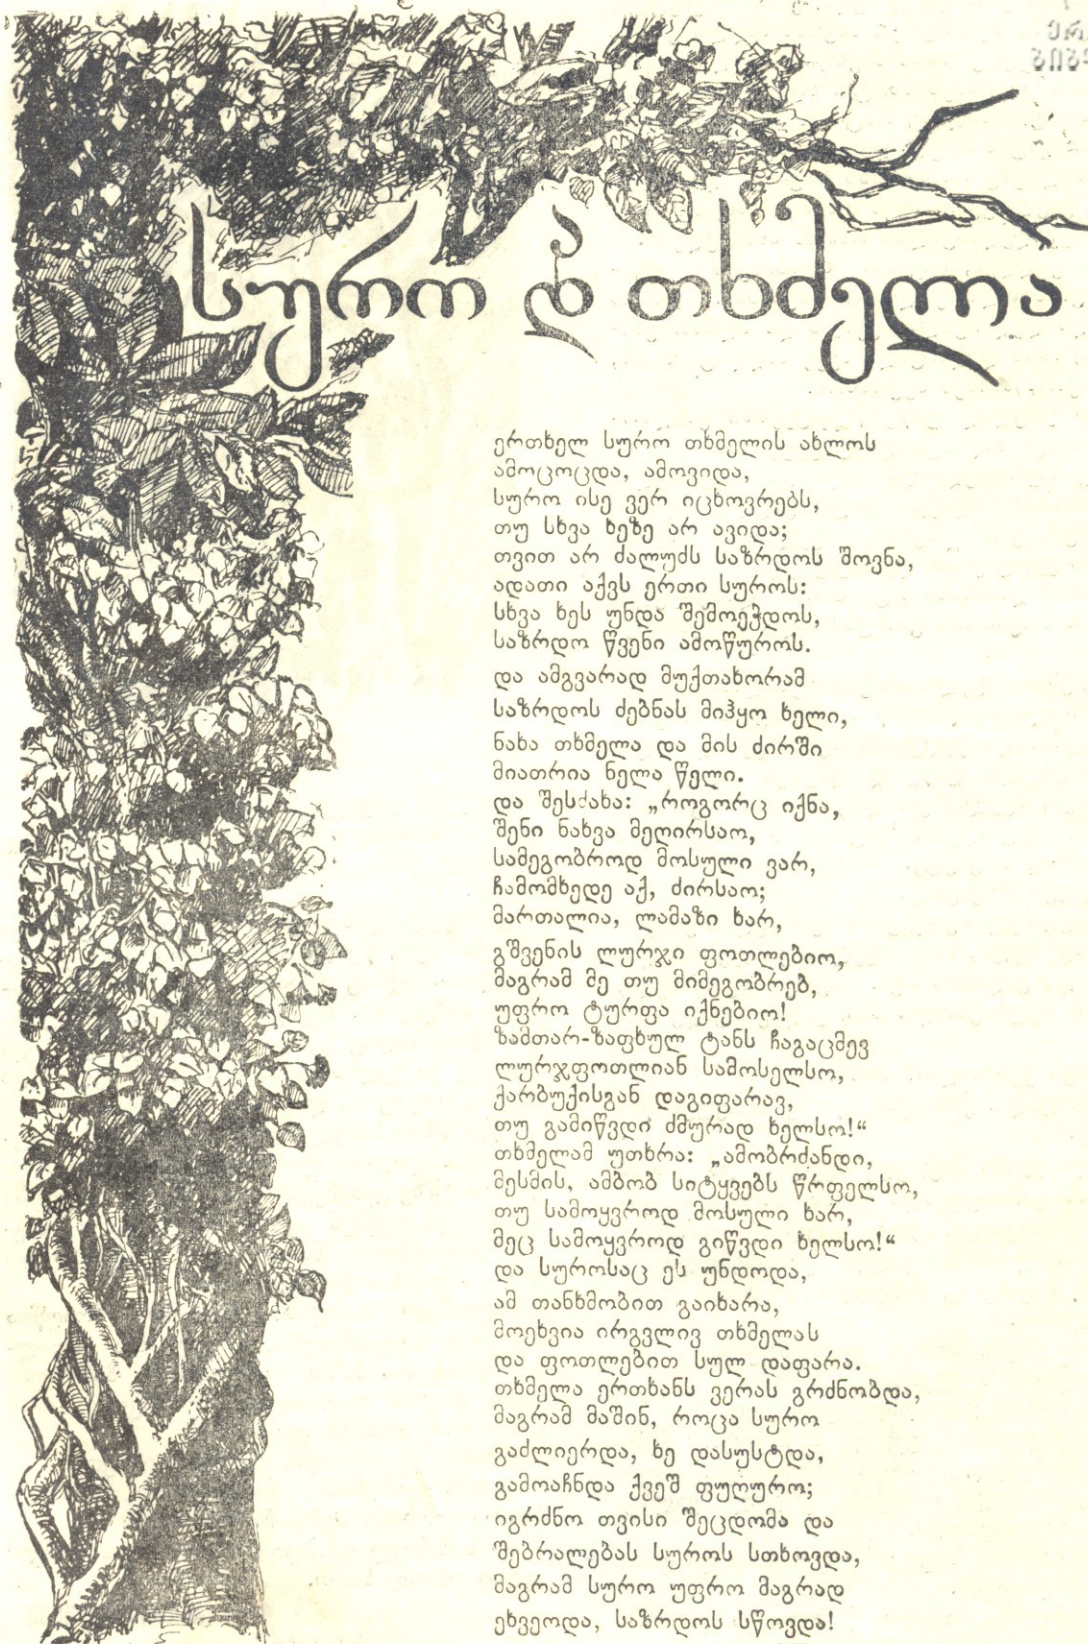 სურო და თხმელა
ერთხელ სურო თხმელის ახლოს
ამოცოცდა, ამოვიდა,
სურო ისე ვერ იცხოვრებს,
თუ სხვა ხეზე არ ავიდა;
თვით არ ძალუძს საზრდოს შოვნა,
ადათი აქვს ერთი სუროს:
სხვა ხეს უნდა შემოეჭდოს,
საზრდო წვენი ამოწუროს.
და ამგვარად მუქთახორამ
საზრდოს ძებნას მიჰყო ხელი,
ნახა თხმელა და მის ძირში
მიათრია ნელა წელი.
და შესძახა: „როგორც იქნა,
შენი ნახვა მეღირსაო,
სამეგობროდ მოსული ვარ,
ჩამომხედე აქ, ძირსაო;
მართალია, ლამაზი ხარ,
გშვენის ლურჯი ფოთლებიო,
მაგრამ მე თუ მიმეგობრებ,
უფრო ტურფა იქნებიო!
ზამთარ-ზაფხულ ტანს ჩაგაცმევ
ლურჯფოთლიან სამოსელსო,
ქარბუქისგან დაგიფარავ,
თუ გამიწვდი ძმურად ხელსო!“
თხმელამ უთხრა: „ამობრძანდი,
მესმის, ამბობ სიტყვებს წრფელსო,
თუ სამოყვროდ მოსული ხარ,
მეც სამოყვროდ გიწვდი ხელსო!“
და სუროსაც ეს უნდოდა,
ამ თანხმობით გაიხარა,
მოეხვია ირგვლივ თხმელას
და ფოთლებით სულ დაფარა.
თხმელა ერთხანს ვერას გრძნობდა,
მაგრამ მაშინ, როცა სურო
გაძლიერდა, ხე დასუსტდა,
გამოაჩნდა ქვეშ ფუღურო;
იგრძნო თვისი შეცდომა და
შებრალებას სუროს სთხოვდა,
მაგრამ სურო უფრო მაგრად
ეხვეოდა, საზრდოს სწოვდა!